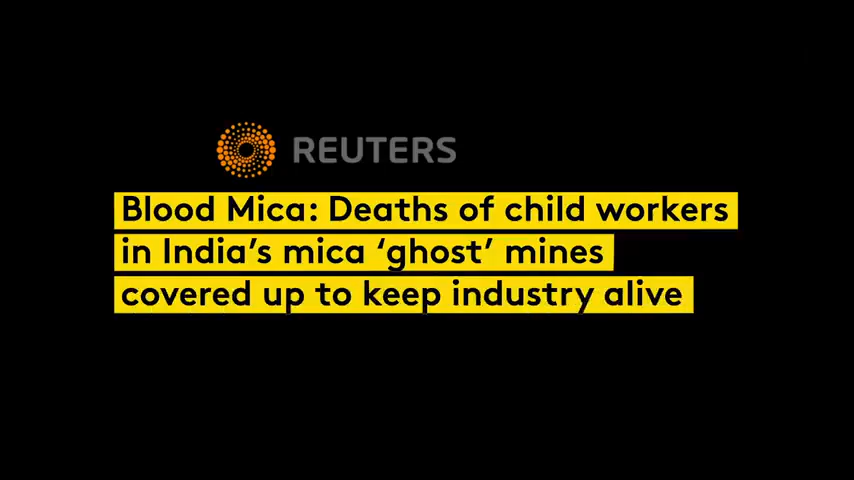 REUTERS
Blood Mica: Deaths of child workers
in India’s mica ‘ghost’ mines
covered up to keep industry alive